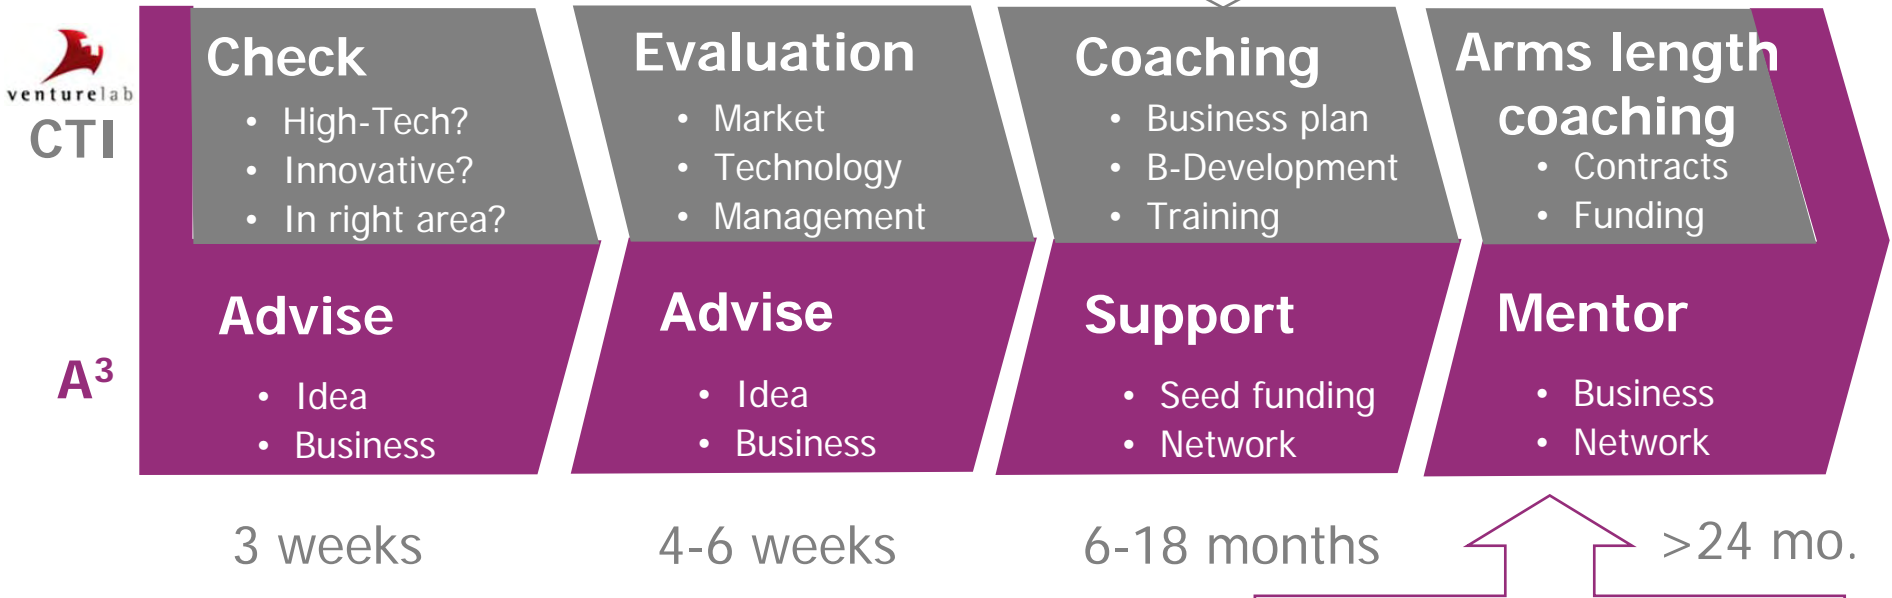 venturelab
CTI
Check
• High-Tech?
• Innovative?
• In right area?
Evaluation
• Market
• Technology
• Management
Coaching
• Business plan
• B-Development
• Training
Arms length
coaching
• Contracts
• Funding
A³
Advise
• Idea
• Business
Advise
• Idea
• Business
Support
• Seed funding
• Network
Mentor
• Business
• Network
3 weeks
4-6 weeks
6-18 months
>24 mo.